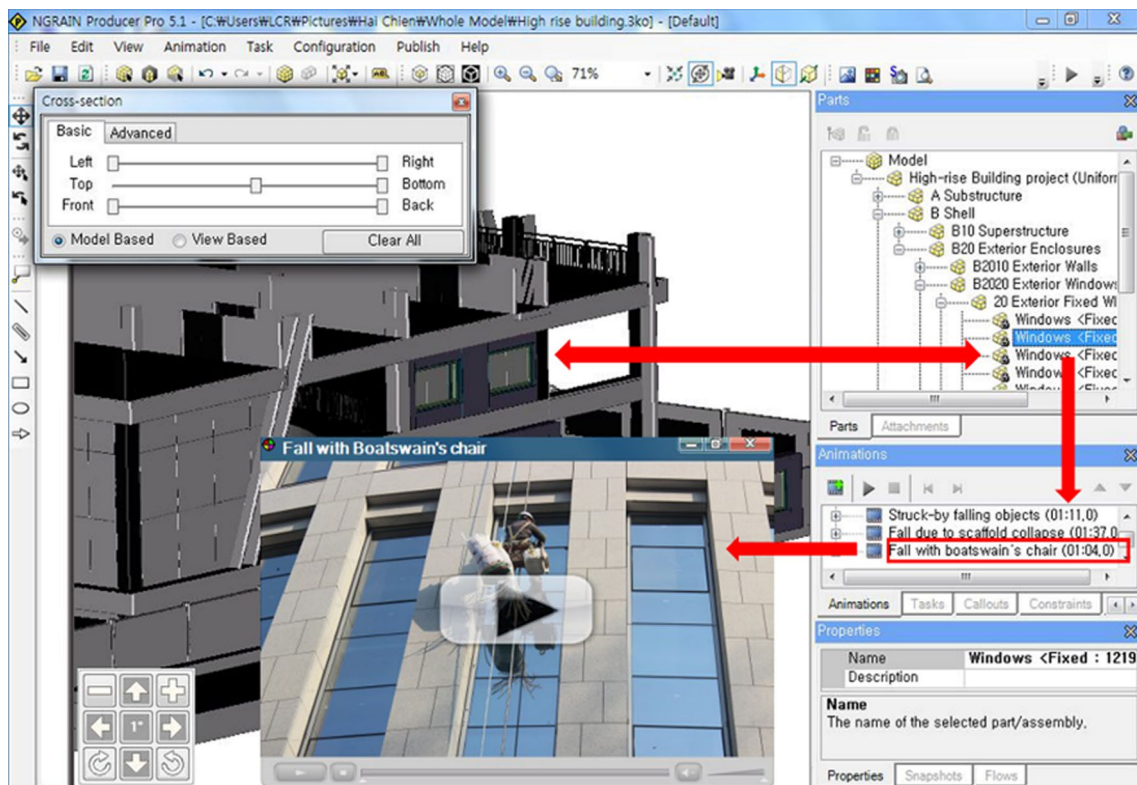 NGRAIN Producer Pro 5.1 - [C:₩Users₩LCR₩Pictures₩Hai Chien₩Whole Model₩High rise building.3ko] - [Default]
File Edit View Animation Task Configuration Publish Help
ABL 71%
Cross-section
Basic Advanced
Left Right
Top Bottom
Front Back
Model Based View Based Clear All
Parts
Model
High-rise Building project (Uniforr
A Substructure
B Shell
B10 Superstructure
B20 Exterior Enclosures
B2010 Exterior Walls
B2020 Exterior Windows
20 Exterior Fixed WI
Windows <Fixed
Windows <Fixed
Windows <Fixed
Windows <Fixed
Parts Attachments
Animations
Struck-by falling objects (01:11,0)
Fall due to scaffold collapse (01:37,0
Fall with boatswain's chair (01:04,0)
Animations Tasks Callouts Constraints
Properties
Name Windows <Fixed : 1219
Description
Name
The name of the selected part/assembly.
Properties Snapshots Flows
Fall with Boatswain's chair
1°